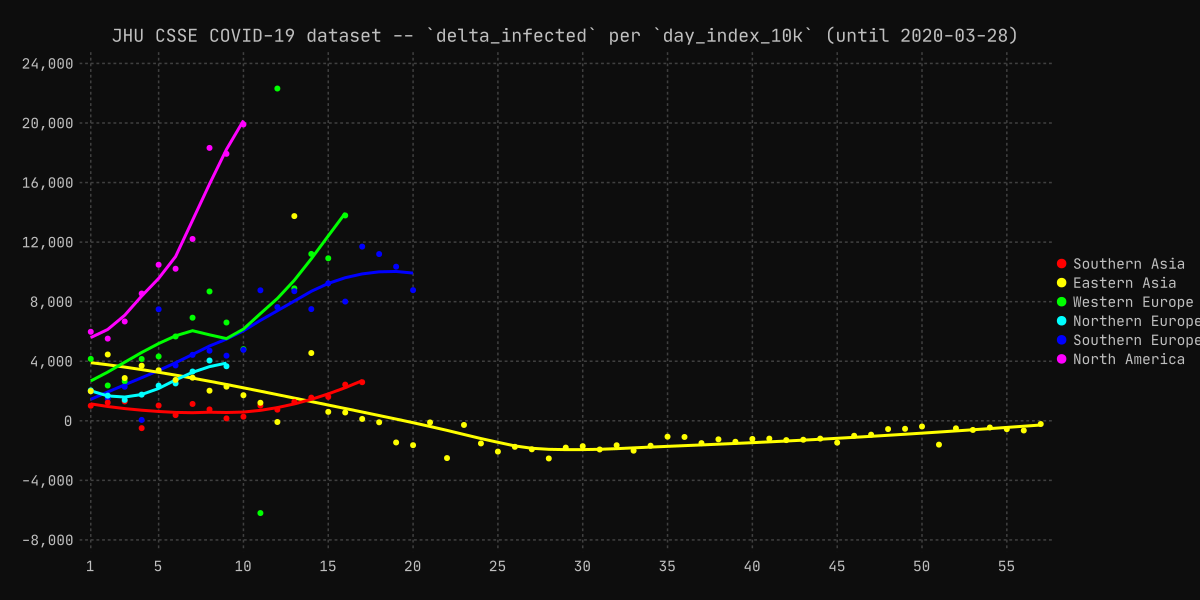 JHU CSSE COVID-19 dataset -- `delta_infected` per `day_index_10k` (until 2020-03-28)
24,000
20,000
16,000
12,000
8,000
4,000
0
−4,000
−8,000
1 5 10 15 20 25 30 35 40 45 50 55
Southern Asia
Eastern Asia
Western Europe
Northern Europe
Southern Europe
North America